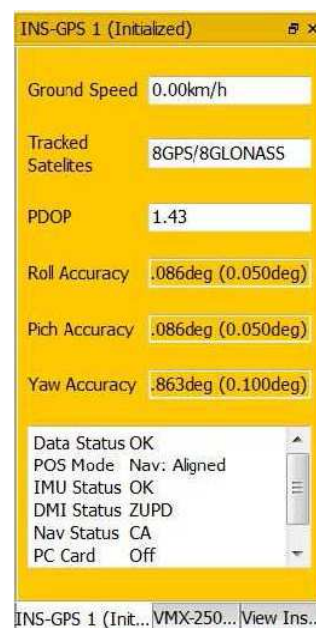 INS-GPS 1 (Initialized)
Ground Speed 0.00km/h
Tracked
Satelites 8GPS/8GLONASS
PDOP 1.43
Roll Accuracy .086deg (0.050deg)
Pich Accuracy .086deg (0.050deg)
Yaw Accuracy .863deg (0.100deg)
Data Status OK
POS Mode Nav: Aligned
IMU Status OK
DMI Status ZUPD
Nav Status CA
PC Card Off
INS-GPS 1 (Init... VMX-250... View Ins...